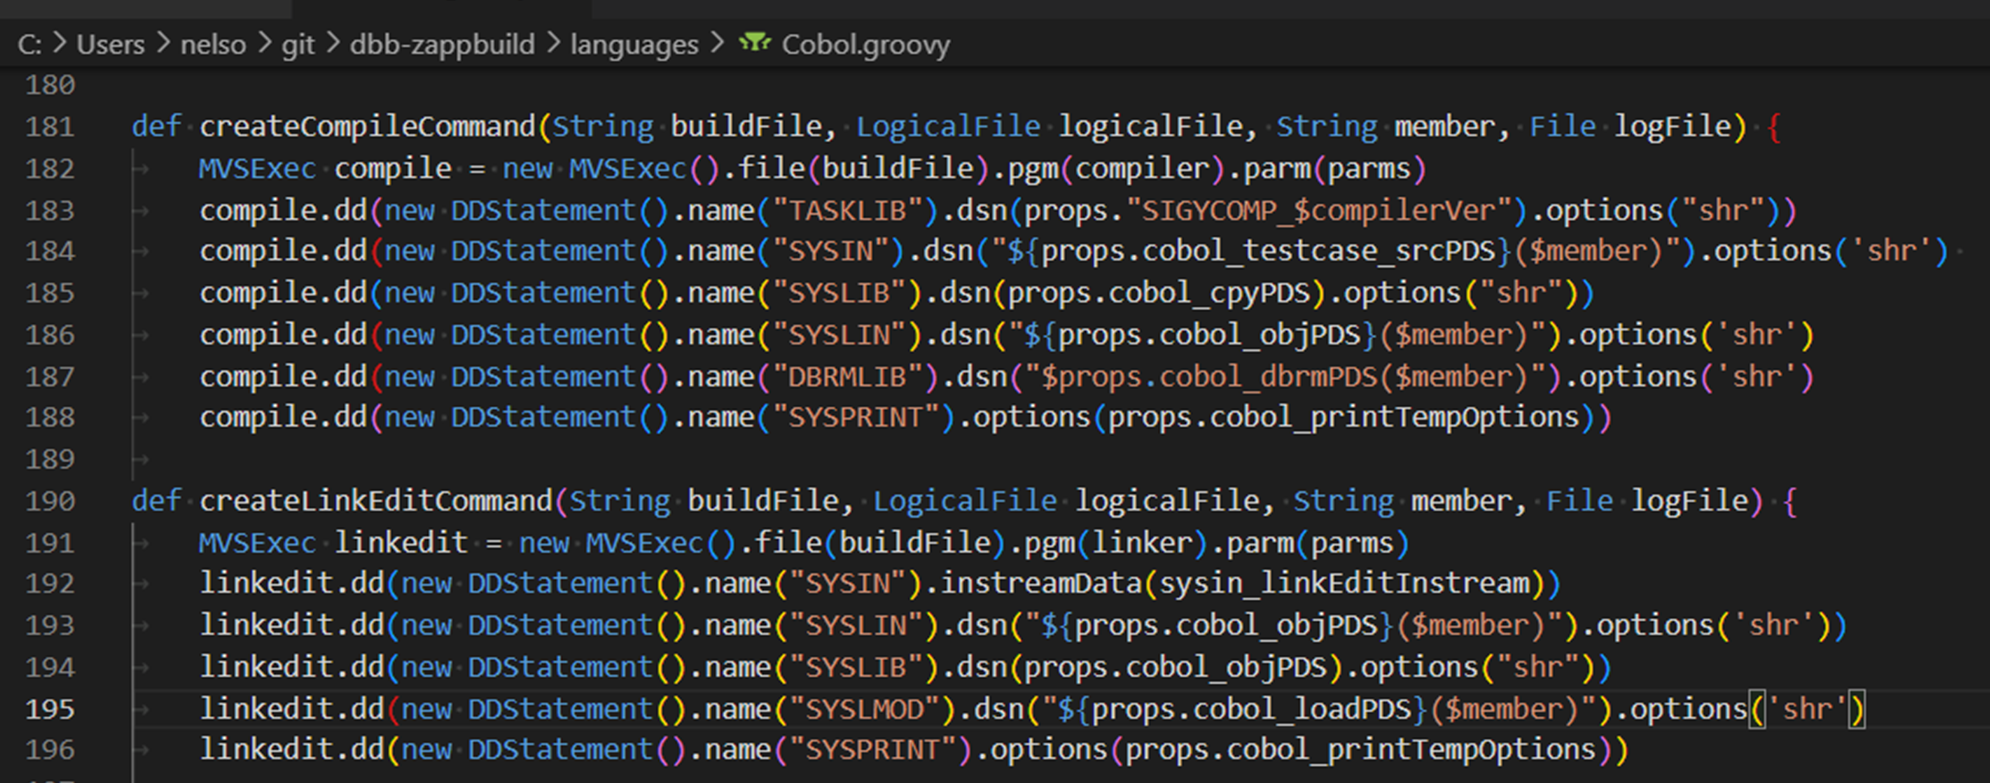 C: > Users > nelso > git > dbb-zappbuild > languages > Cobol.groovy
180
181 def createCompileCommand(String buildFile, LogicalFile logicalFile, String member, File logFile) {
182 MVSExec compile = new MVSExec().file(buildFile).pgm(compiler).parm(parms)
183 compile.dd(new DDStatement().name("TASKLIB").dsn(props."SIGYCOMP_$compilerVer").options("shr"))
184 compile.dd(new DDStatement().name("SYSIN").dsn("${props.cobol_testcase_srcPDS}($member)").options('shr')
185 compile.dd(new DDStatement().name("SYSLIB").dsn(props.cobol_cpyPDS).options("shr"))
186 compile.dd(new DDStatement().name("SYSLIN").dsn("${props.cobol_objPDS}($member)").options('shr')
187 compile.dd(new DDStatement().name("DBRMLIB").dsn("$props.cobol_dbrmPDS($member)").options('shr')
188 compile.dd(new DDStatement().name("SYSPRINT").options(props.cobol_printTempOptions))
189
190 def createLinkEditCommand(String buildFile, LogicalFile logicalFile, String member, File logFile) {
191 MVSExec linkedit = new MVSExec().file(buildFile).pgm(linker).parm(parms)
192 linkedit.dd(new DDStatement().name("SYSIN").instreamData(sysin_linkEditInstream))
193 linkedit.dd(new DDStatement().name("SYSLIN").dsn("${props.cobol_objPDS}($member)").options('shr'))
194 linkedit.dd(new DDStatement().name("SYSLIB").dsn(props.cobol_objPDS).options("shr"))
195 linkedit.dd(new DDStatement().name("SYSLMOD").dsn("${props.cobol_loadPDS}($member)").options('shr')
196 linkedit.dd(new DDStatement().name("SYSPRINT").options(props.cobol_printTempOptions))